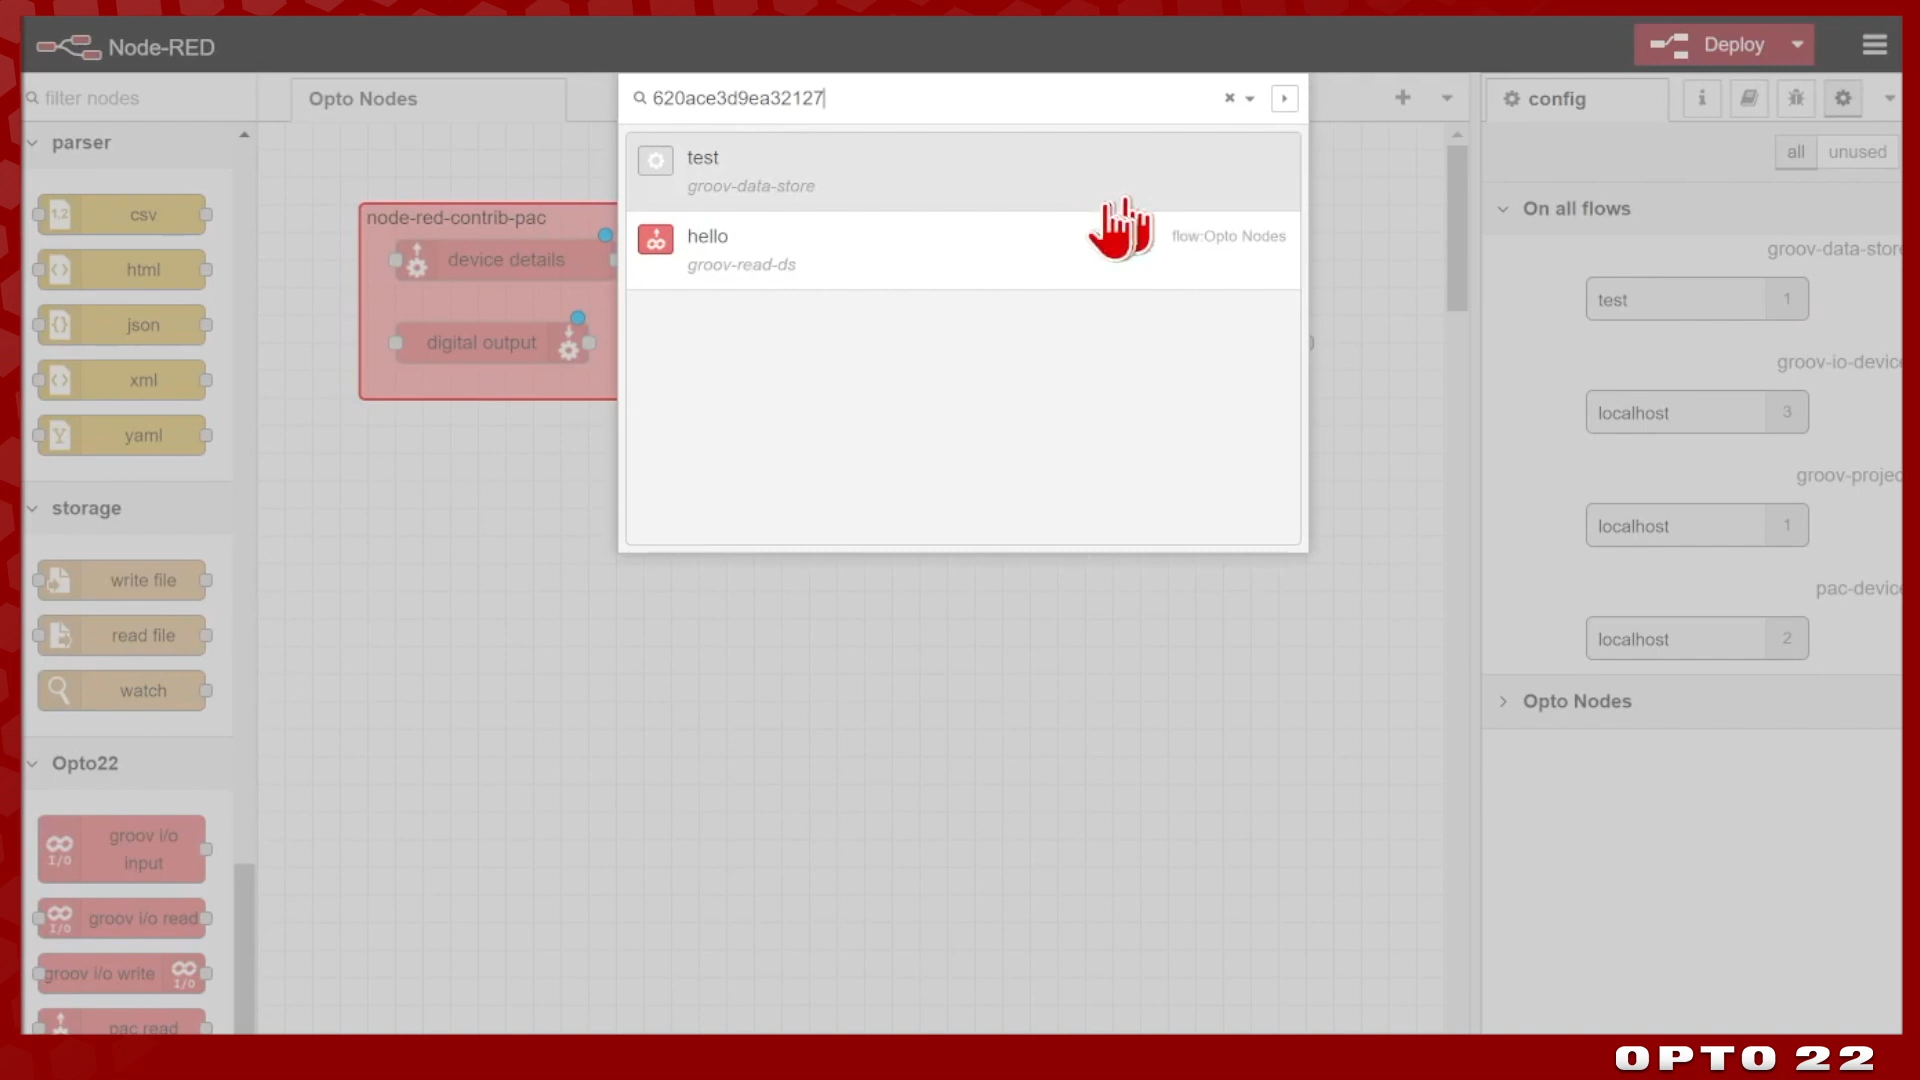 Node-RED
Deploy
filter nodes
Opto Nodes
620ace3d9ea32127
config
all
unused
parser
csv
html
json
xml
yaml
storage
write file
read file
watch
Opto22
groov i/o
input
I/O
groov i/o read
I/O
groov i/o write
I/O
pac read
node-red-contrib-pac
device details
digital output
test
groov-data-store
hello
groov-read-ds
flow:Opto Nodes
On all flows
groov-data-store
test
1
groov-io-device
localhost
3
groov-projec
localhost
1
pac-device
localhost
2
Opto Nodes
OPTO 22